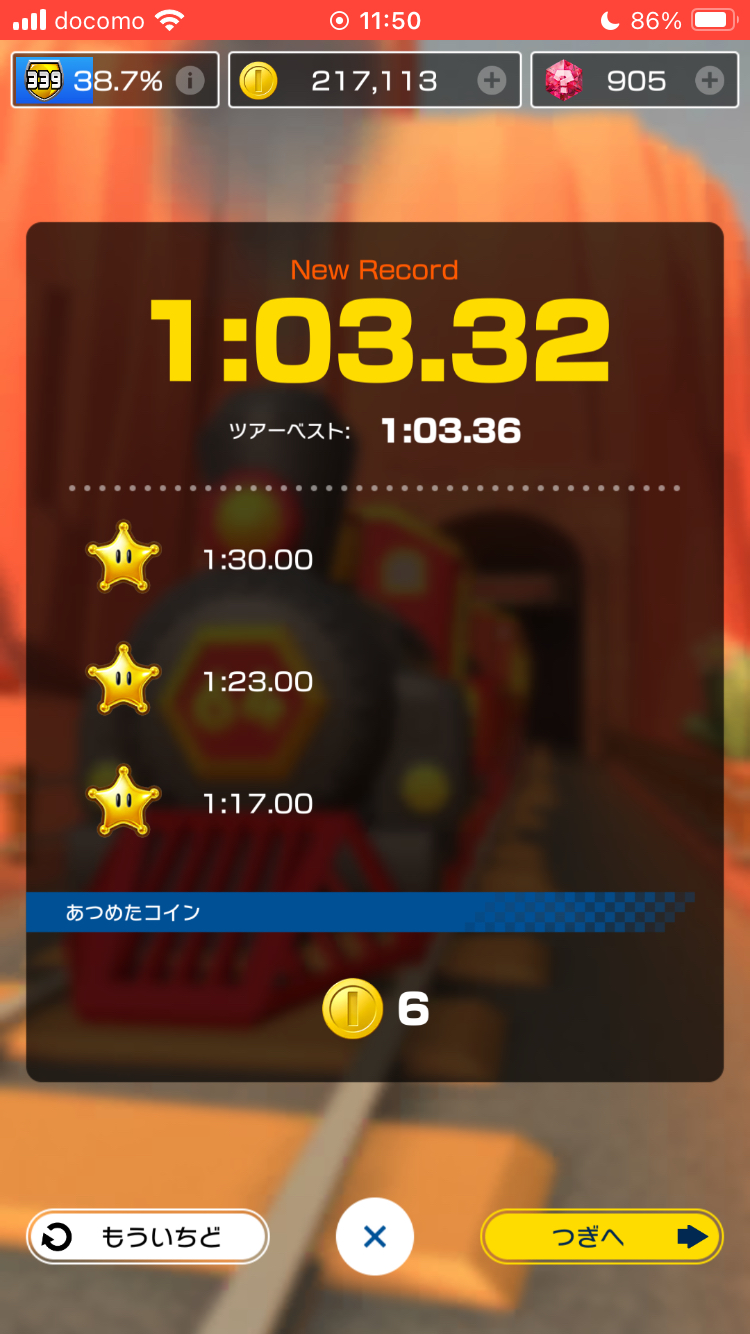 docomo 11:50 86%
339 38.7% i 217,113 + 905 +
New Record
1:03.32
ツアーベスト: 1:03.36
1:30.00
1:23.00
1:17.00
あつめたコイン
6
もういちど × つぎへ